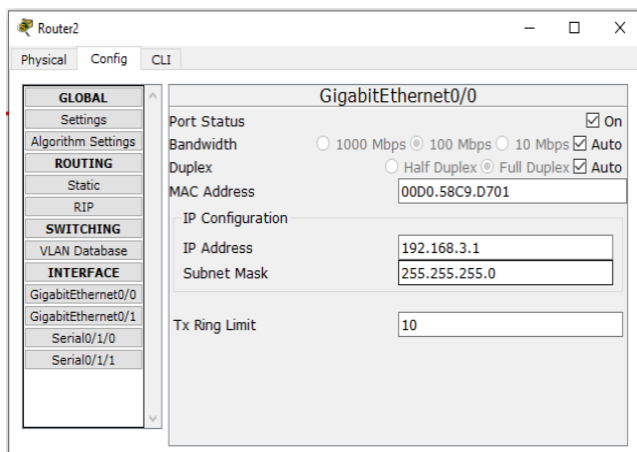 Router2
Physical Config CLI
GLOBAL
Settings
Algorithm Settings
ROUTING
Static
RIP
SWITCHING
VLAN Database
INTERFACE
GigabitEthernet0/0
GigabitEthernet0/1
Serial0/1/0
Serial0/1/1
GigabitEthernet0/0
Port Status On
Bandwidth 1000 Mbps 100 Mbps 10 Mbps Auto
Duplex Half Duplex Full Duplex Auto
MAC Address 00D0.58C9.D701
IP Configuration
IP Address 192.168.3.1
Subnet Mask 255.255.255.0
Tx Ring Limit 10